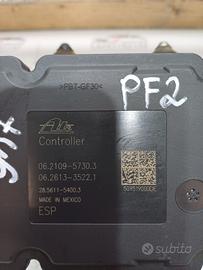 >PBT-GF30<
PF2
Ate
Controller
06.2109-5730.3
06.2613-3522.1
28.5611-5400.3
MADE IN MEXICO
ESP
subito